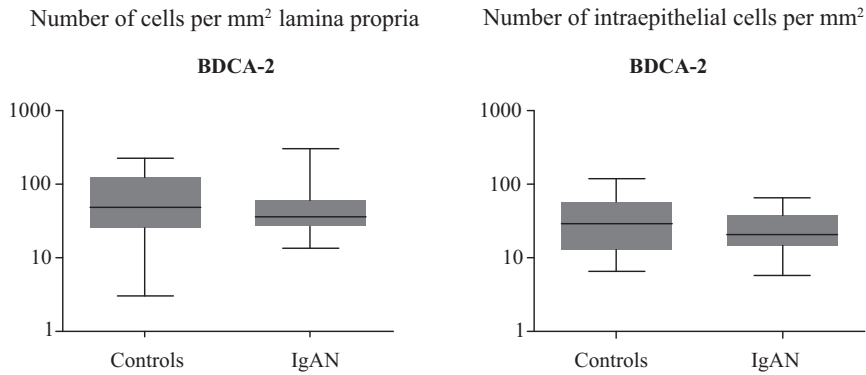 Number of cells per mm² lamina propria
BDCA-2
1000
100
10
1
Controls IgAN
Number of intraepithelial cells per mm²
BDCA-2
1000
100
10
1
Controls IgAN